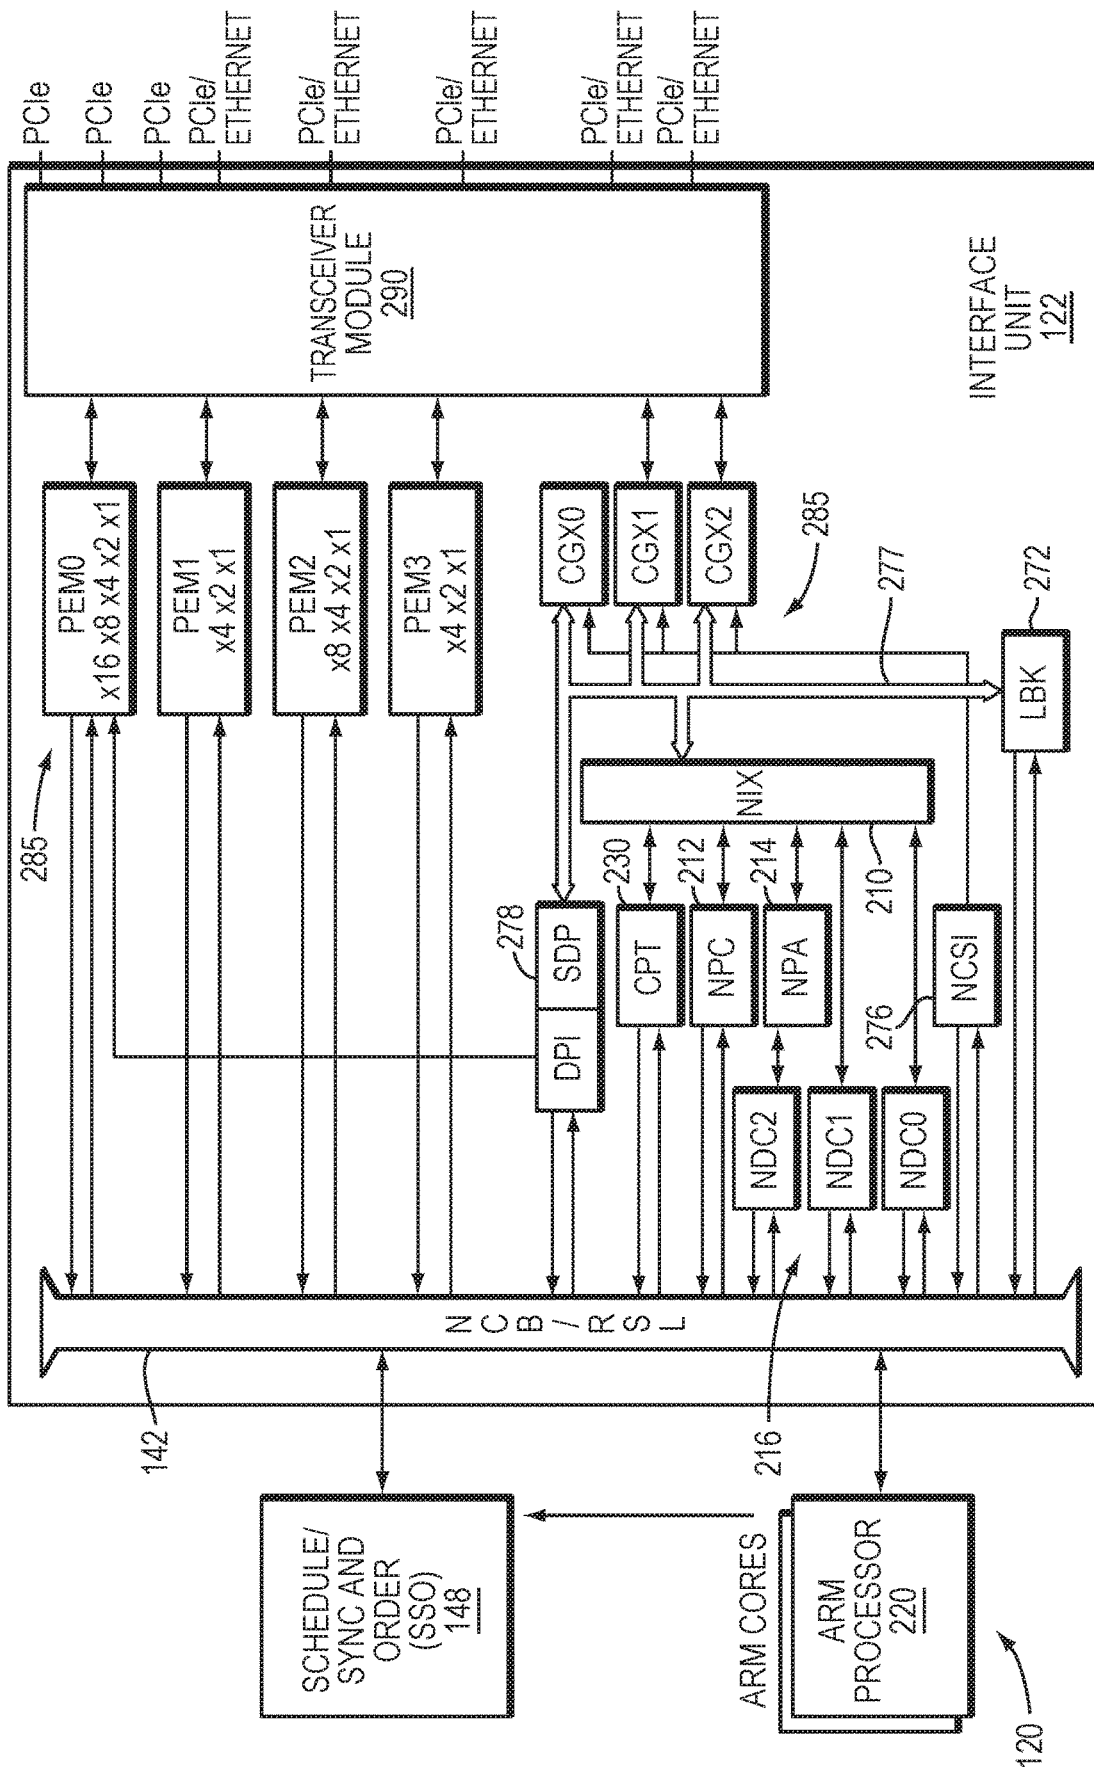 PCIe
PCIe
PCIe
PCIe/
ETHERNET
PCIe/
ETHERNET
PCIe/
ETHERNET
PCIe/
ETHERNET
PCIe/
ETHERNET
TRANSCEIVER
MODULE
290
INTERFACE
UNIT
122
PEM0
x16 x8 x4 x2 x1
PEM1
x4 x2 x1
PEM2
x8 x4 x2 x1
PEM3
x4 x2 x1
CGX0
CGX1
CGX2
285
285
277
272
LBK
NIX
210
278
DPI
SDP
230
CPT
212
NPC
214
NPA
276
NCSI
NDC2
NDC1
NDC0
216
NCB/RSL
142
SCHEDULE/
SYNC AND
ORDER
(SSO)
148
ARM CORES
ARM
PROCESSOR
220
120